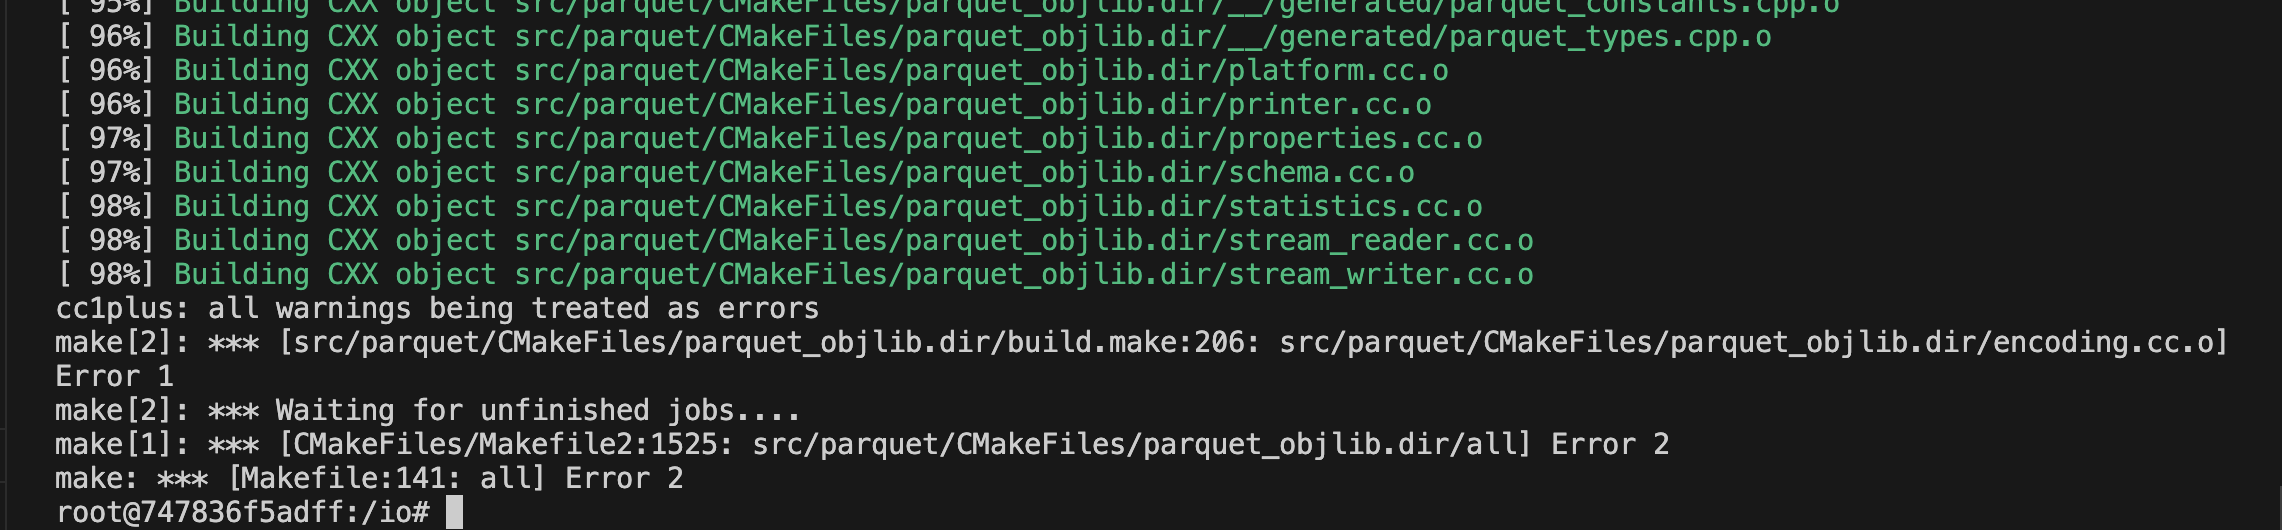 [ 95%] Building CXX object src/parquet/CMakeFiles/parquet_objlib.dir/__/generated/parquet_constants.cpp.o
[ 96%] Building CXX object src/parquet/CMakeFiles/parquet_objlib.dir/__/generated/parquet_types.cpp.o
[ 96%] Building CXX object src/parquet/CMakeFiles/parquet_objlib.dir/platform.cc.o
[ 96%] Building CXX object src/parquet/CMakeFiles/parquet_objlib.dir/printer.cc.o
[ 97%] Building CXX object src/parquet/CMakeFiles/parquet_objlib.dir/properties.cc.o
[ 97%] Building CXX object src/parquet/CMakeFiles/parquet_objlib.dir/schema.cc.o
[ 98%] Building CXX object src/parquet/CMakeFiles/parquet_objlib.dir/statistics.cc.o
[ 98%] Building CXX object src/parquet/CMakeFiles/parquet_objlib.dir/stream_reader.cc.o
[ 98%] Building CXX object src/parquet/CMakeFiles/parquet_objlib.dir/stream_writer.cc.o
cc1plus: all warnings being treated as errors
make[2]: *** [src/parquet/CMakeFiles/parquet_objlib.dir/build.make:206: src/parquet/CMakeFiles/parquet_objlib.dir/encoding.cc.o]
Error 1
make[2]: *** Waiting for unfinished jobs....
make[1]: *** [CMakeFiles/Makefile2:1525: src/parquet/CMakeFiles/parquet_objlib.dir/all] Error 2
make: *** [Makefile:141: all] Error 2
root@747836f5adff:/io#